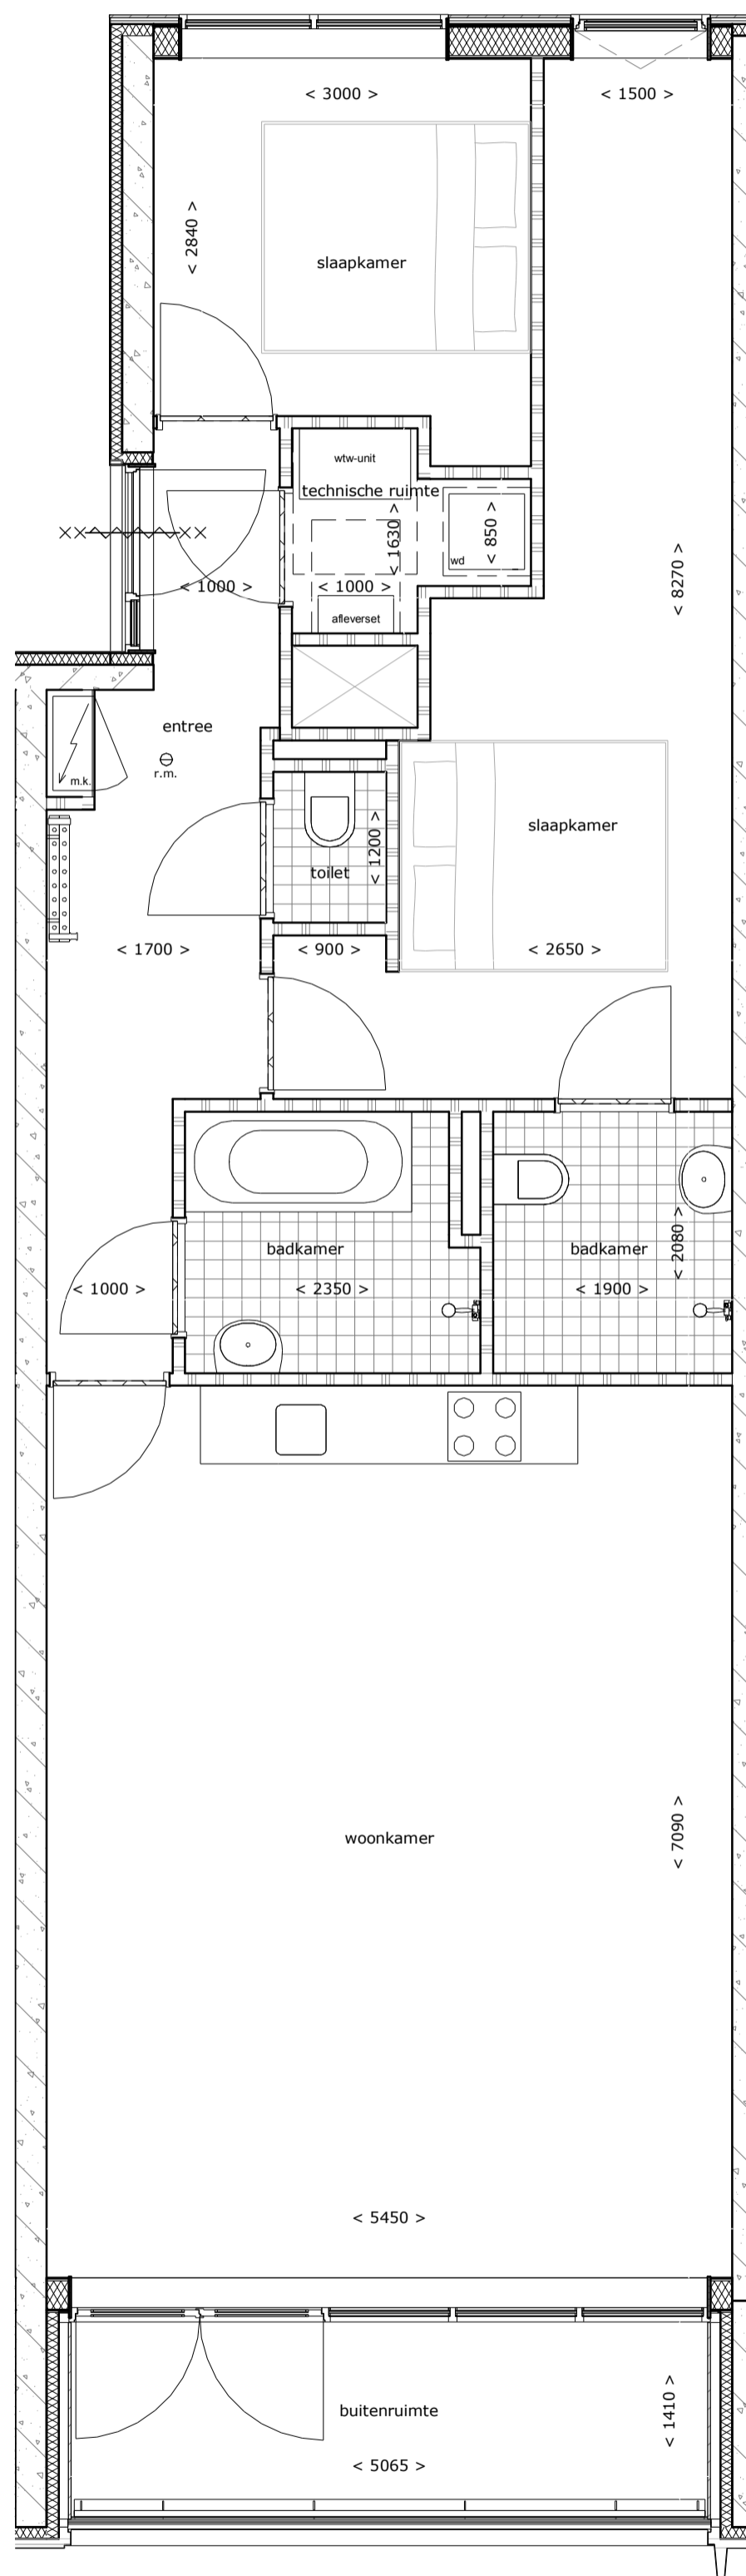 < 3000 >
< 1500 >
< 2840 >
slaapkamer
wtw-unit
technische ruimte
< 1630 >
< 850 >
wd
< 8270 >
< 1000 >
< 1000 >
afleverset
entree
r.m.
m.k.
slaapkamer
< 1200 >
toilet
< 1700 >
< 900 >
< 2650 >
badkamer
badkamer
< 2080 >
< 1000 >
< 2350 >
< 1900 >
woonkamer
< 7090 >
< 5450 >
buitenruimte
< 1410 >
< 5065 >